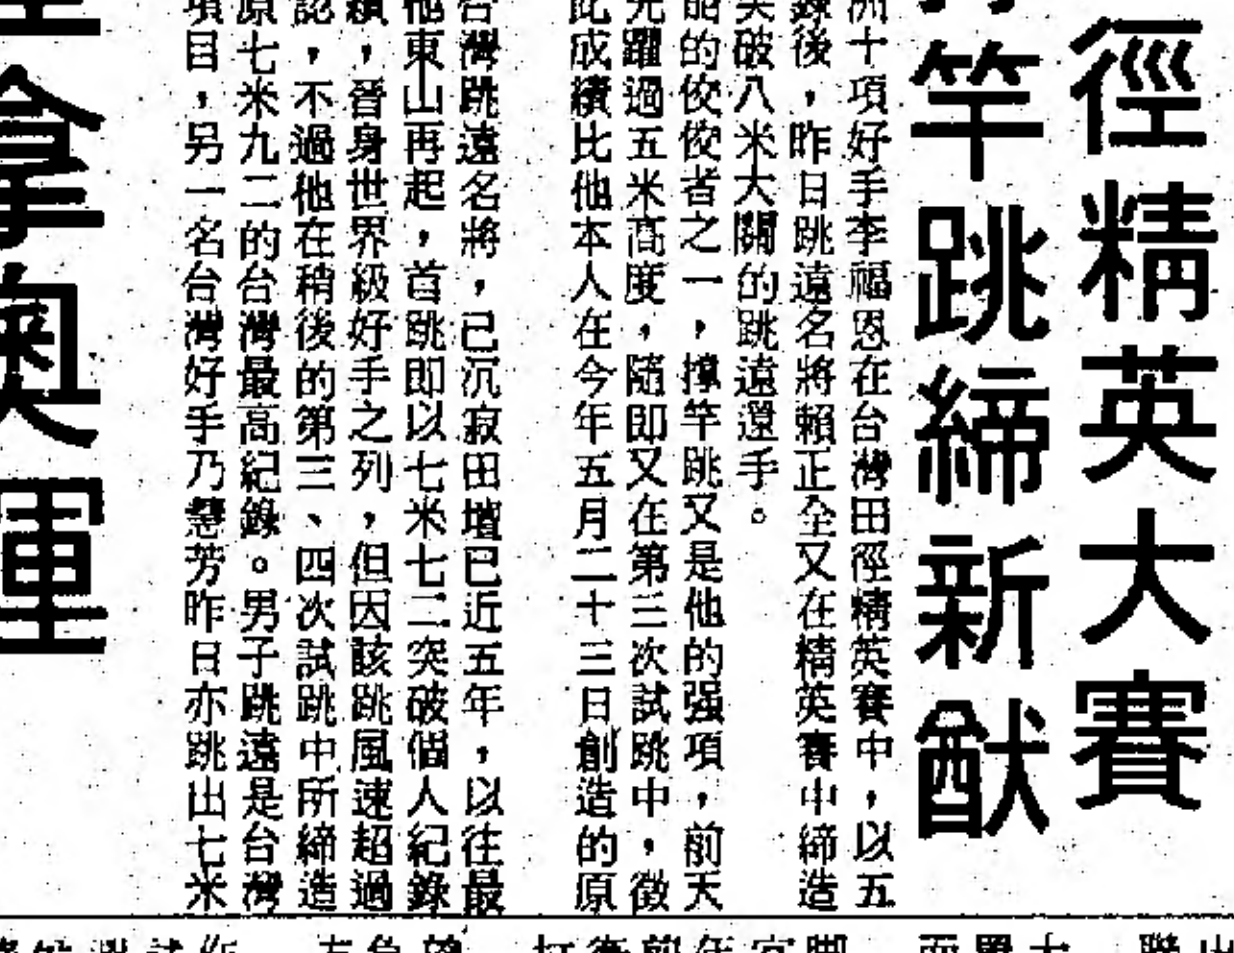 徑精英大賽
竿跳締新猷
洲十項好手李福恩在台灣田徑精英賽中，以五
鍊後，昨日跳遠名將賴正全又在精英賽中締造
突破八米大關的跳遠還手。
的佼佼者之一，撐竿跳又是他的强項，前天
先躍過五米高度，隨即又在第三次試跳中，徵
此成績比他本人在今年五月二十三日創造的原
台灣跳遠名將，已沉寂田壇已近五年，以往最
他東山再起，首跳即以七米七二突破個人紀錄
績，晉身世界級好手之列，但因該跳風速超過
認，不過他在稍後的第三、四次試跳中所締造
原七米九二的台灣最高紀錄。男子跳遠是台灣
項目，另一名台灣好手乃慧芳昨日亦跳出七米
拿奧運